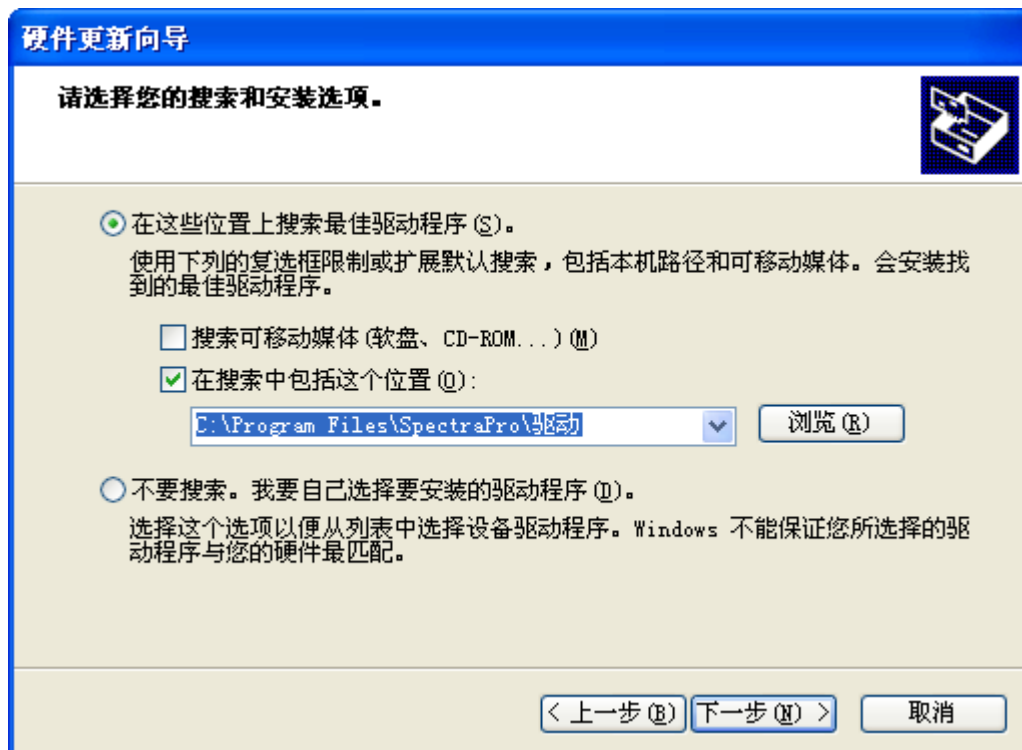 硬件更新向导
请选择您的搜索和安装选项。
在这些位置上搜索最佳驱动程序(S)。
使用下列的复选框限制或扩展默认搜索，包括本机路径和可移动媒体。会安装找
到的最佳驱动程序。
搜索可移动媒体(软盘、CD-ROM...)(M)
在搜索中包括这个位置(O):
C:\Program Files\SpectraPro\驱动
浏览(R)
不要搜索。我要自己选择要安装的驱动程序(D)。
选择这个选项以便从列表中选择设备驱动程序。Windows 不能保证您所选择的驱
动程序与您的硬件最匹配。
< 上一步(B) 下一步(N) > 取消